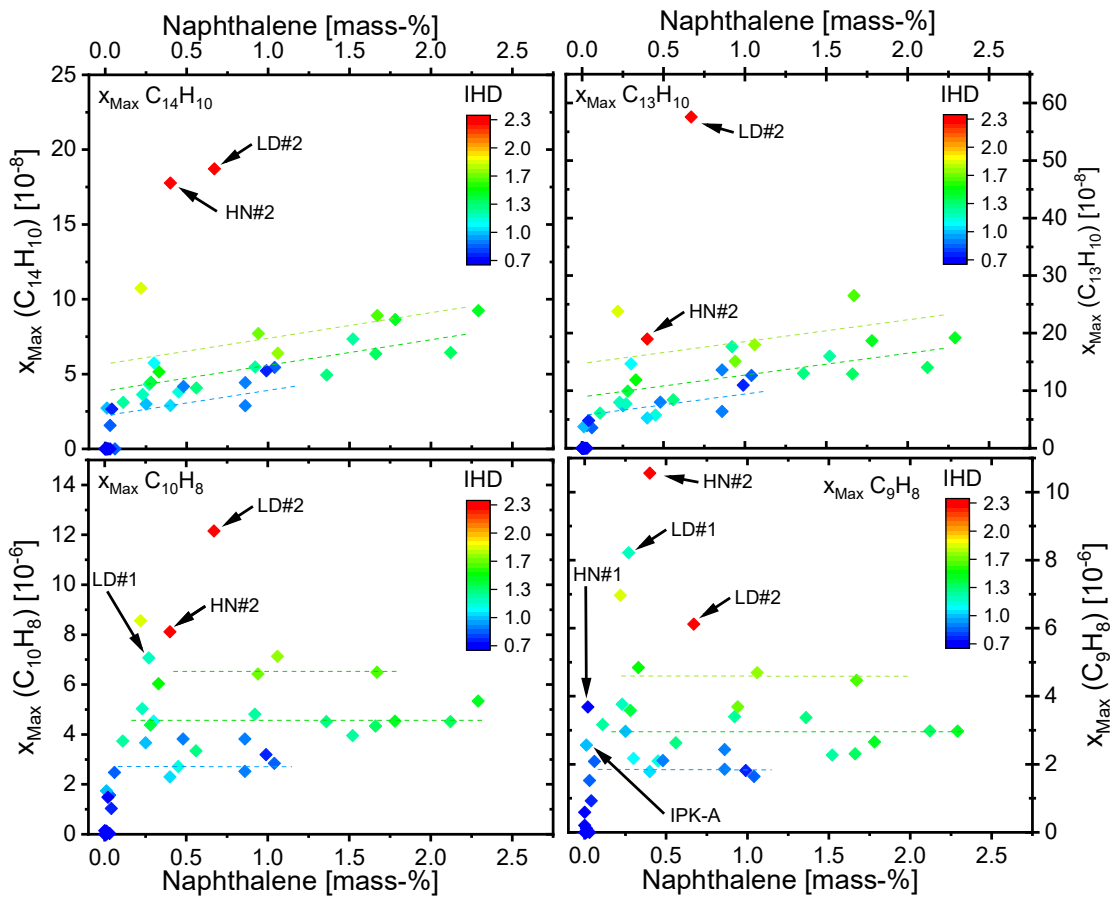 Naphthalene [mass-%]
0.0 0.5 1.0 1.5 2.0 2.5
Naphthalene [mass-%]
0.0 0.5 1.0 1.5 2.0 2.5
x_Max (C₁₄H₁₀) [10⁻⁸]
25
20
15
10
5
0
x_Max C₁₄H₁₀
IHD
2.3
2.0
1.7
1.3
1.0
0.7
LD#2
HN#2
x_Max C₁₃H₁₀
IHD
2.3
2.0
1.7
1.3
1.0
0.7
LD#2
HN#2
60
50
40
30
20
10
0
x_Max (C₁₃H₁₀) [10⁻⁸]
x_Max (C₁₀H₈) [10⁻⁶]
14
12
10
8
6
4
2
0
x_Max C₁₀H₈
IHD
2.3
2.0
1.7
1.3
1.0
0.7
LD#2
LD#1
HN#2
x_Max C₉H₈
IHD
2.3
2.0
1.7
1.3
1.0
0.7
HN#2
LD#1
HN#1
LD#2
IPK-A
10
8
6
4
2
0
x_Max (C₉H₈) [10⁻⁶]
0.0 0.5 1.0 1.5 2.0 2.5
Naphthalene [mass-%]
0.0 0.5 1.0 1.5 2.0 2.5
Naphthalene [mass-%]